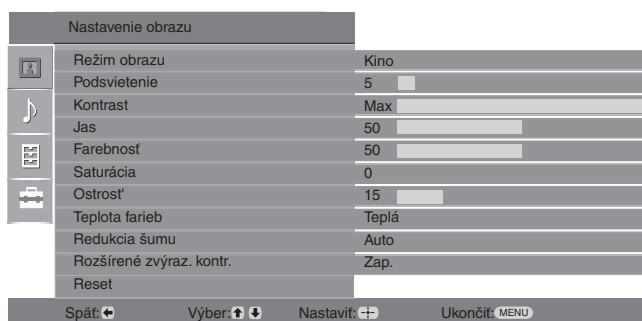 Nastavenie obrazu
Režim obrazu Kino
Podsvietenie 5
Kontrast Max
Jas 50
Farebnosť 50
Saturácia 0
Ostrost' 15
Teplota farieb Teplá
Redukcia šumu Auto
Rozšírené zvýraz. kontr. Zap.
Reset
Späť: Výber: Nastaviť: Ukončiť: MENU